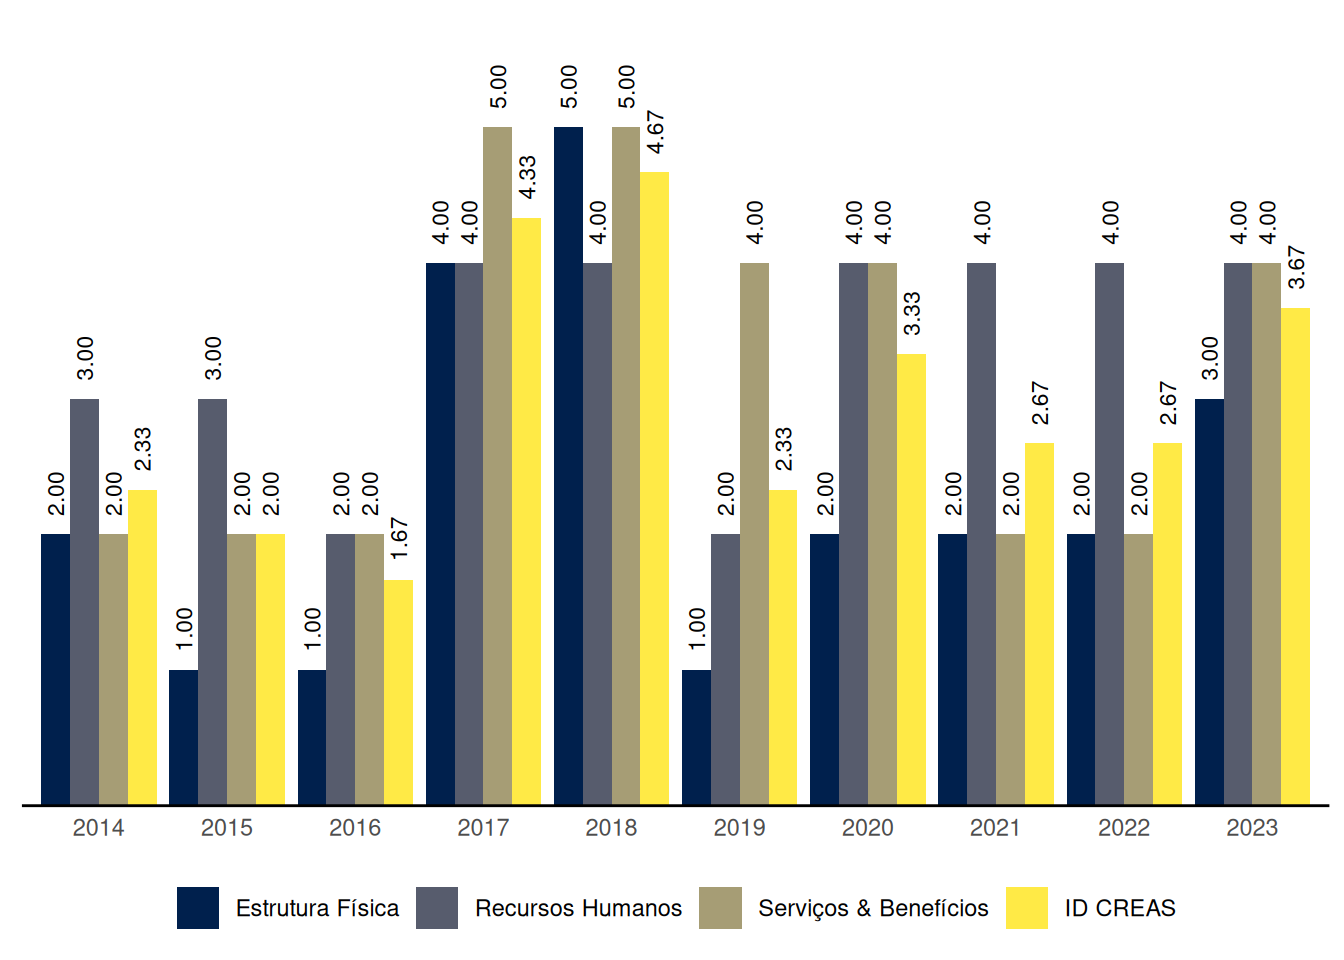 2.00 3.00 2.00 2.33
1.00 3.00 2.00 2.00
1.00 2.00 2.00 1.67
4.00 4.00 5.00 4.33
5.00 4.00 5.00 4.67
1.00 2.00 4.00 2.33
2.00 4.00 4.00 3.33
2.00 4.00 2.00 2.67
2.00 4.00 2.00 2.67
3.00 4.00 4.00 3.67
2014 2015 2016 2017 2018 2019 2020 2021 2022 2023
Estrutura Física Recursos Humanos Serviços & Benefícios ID CREAS